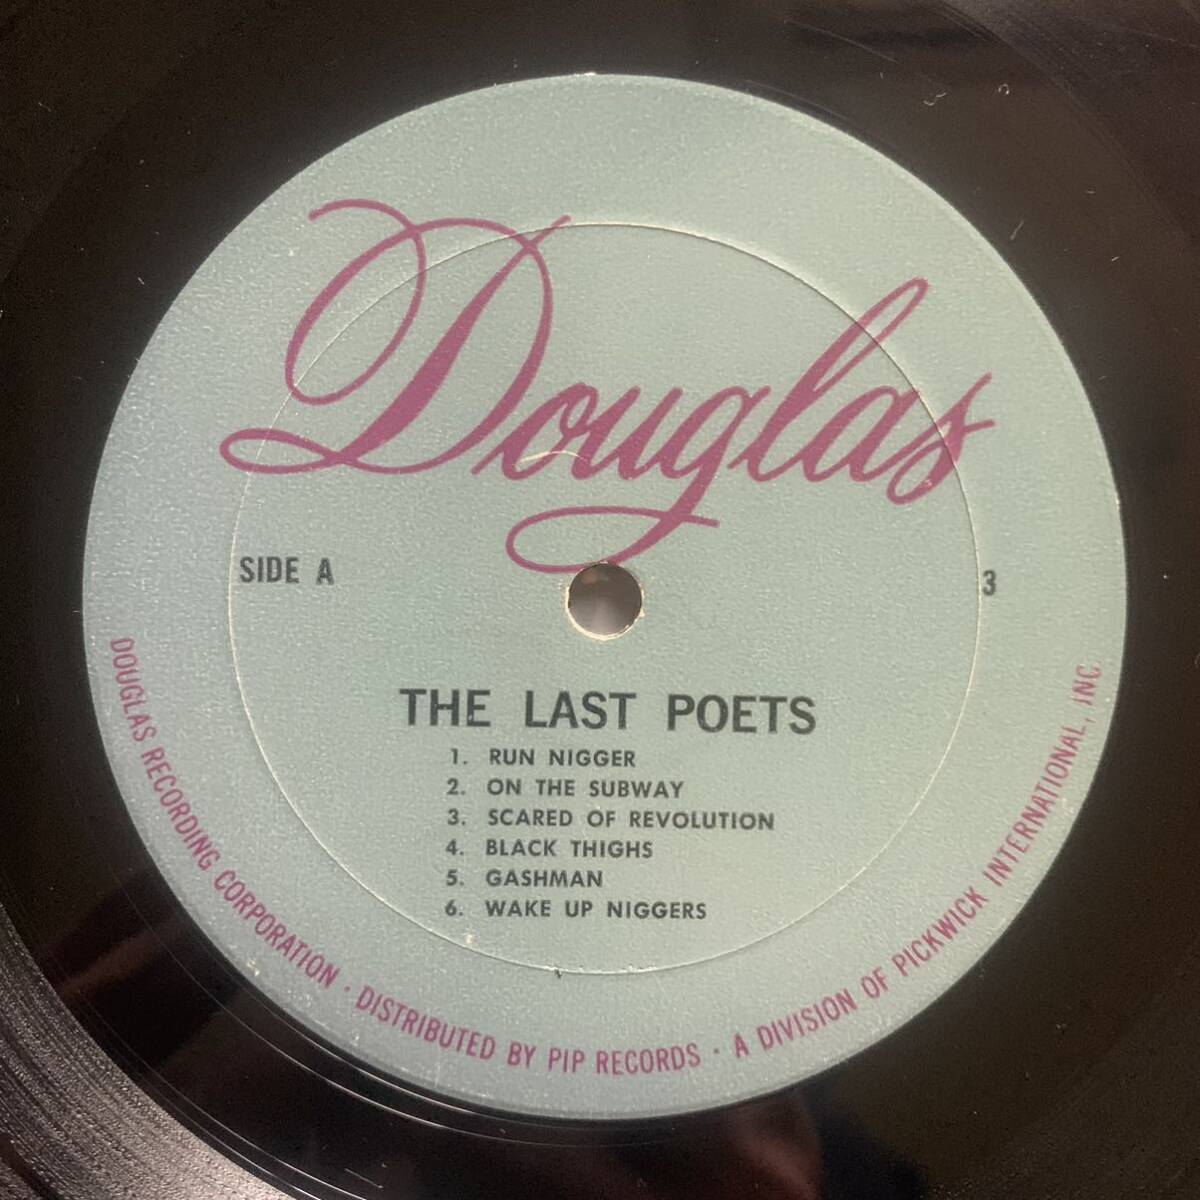 Douglas
SIDE A
3
THE LAST POETS
1. RUN NIGGER
2. ON THE SUBWAY
3. SCARED OF REVOLUTION
4. BLACK THIGHS
5. GASHMAN
6. WAKE UP NIGGERS
DOUGLAS RECORDING CORPORATION · DISTRIBUTED BY PIP RECORDS · A DIVISION OF PICKWICK INTERNATIONAL, INC